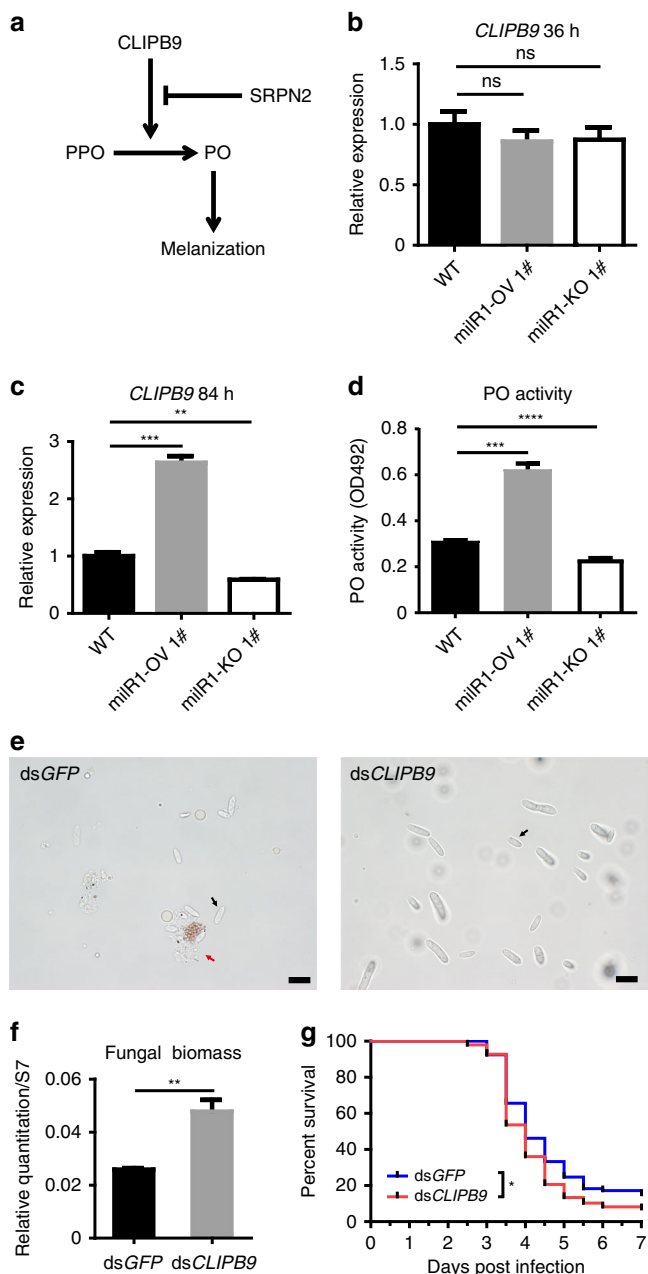 a
CLIPB9
SRPN2
PPO
PO
Melanization
b
CLIPB9 36 h
ns
ns
Relative expression
1.5
1.0
0.5
0
WT
milR1-OV 1#
milR1-KO 1#
c
CLIPB9 84 h
**
***
Relative expression
3
2
1
0
WT
milR1-OV 1#
milR1-KO 1#
d
PO activity
****
***
PO activity (OD492)
0.8
0.6
0.4
0.2
0
WT
milR1-OV 1#
milR1-KO 1#
e
dsGFP
dsCLIPB9
f
Fungal biomass
**
Relative quantitation/S7
0.06
0.04
0.02
0
dsGFP
dsCLIPB9
g
Percent survival
100
80
60
40
20
0
dsGFP
dsCLIPB9
*
0 1 2 3 4 5 6 7
Days post infection